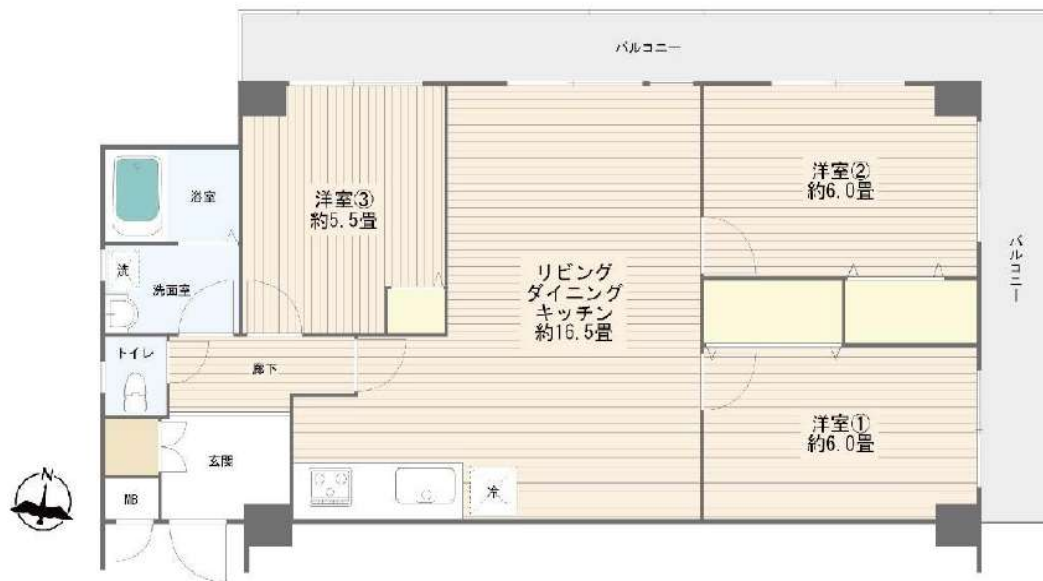 バルコニー
浴室
洋室③
約5.5畳
洋室②
約6.0畳
洗
洗面室
リビング
ダイニング
キッチン
約16.5畳
バルコニー
トイレ
廊下
洋室①
約6.0畳
玄関
冷
MB
N